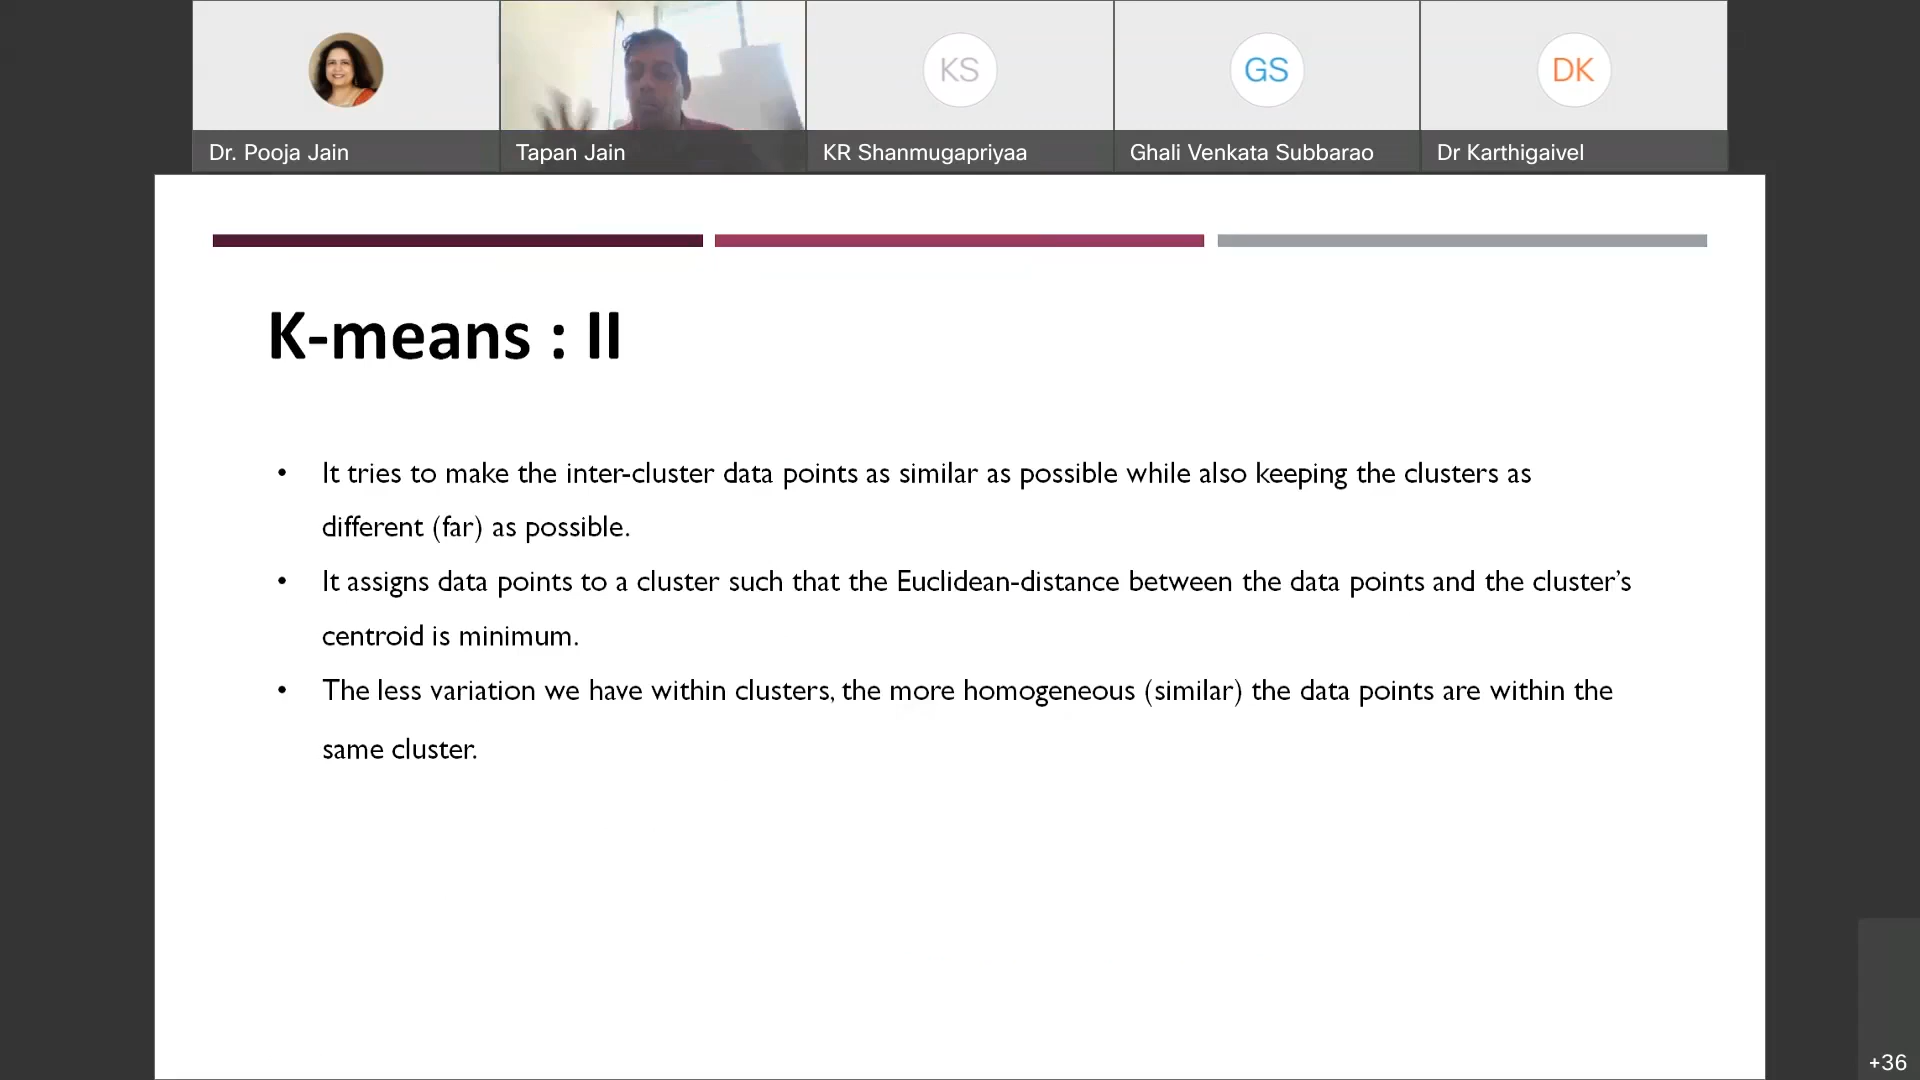 KS
GS
DK
Dr. Pooja Jain
Tapan Jain
KR Shanmugapriyaa
Ghali Venkata Subbarao
Dr Karthigaivel
K-means : II
• It tries to make the inter-cluster data points as similar as possible while also keeping the clusters as
different (far) as possible.
• It assigns data points to a cluster such that the Euclidean-distance between the data points and the cluster’s
centroid is minimum.
• The less variation we have within clusters, the more homogeneous (similar) the data points are within the
same cluster.
+36